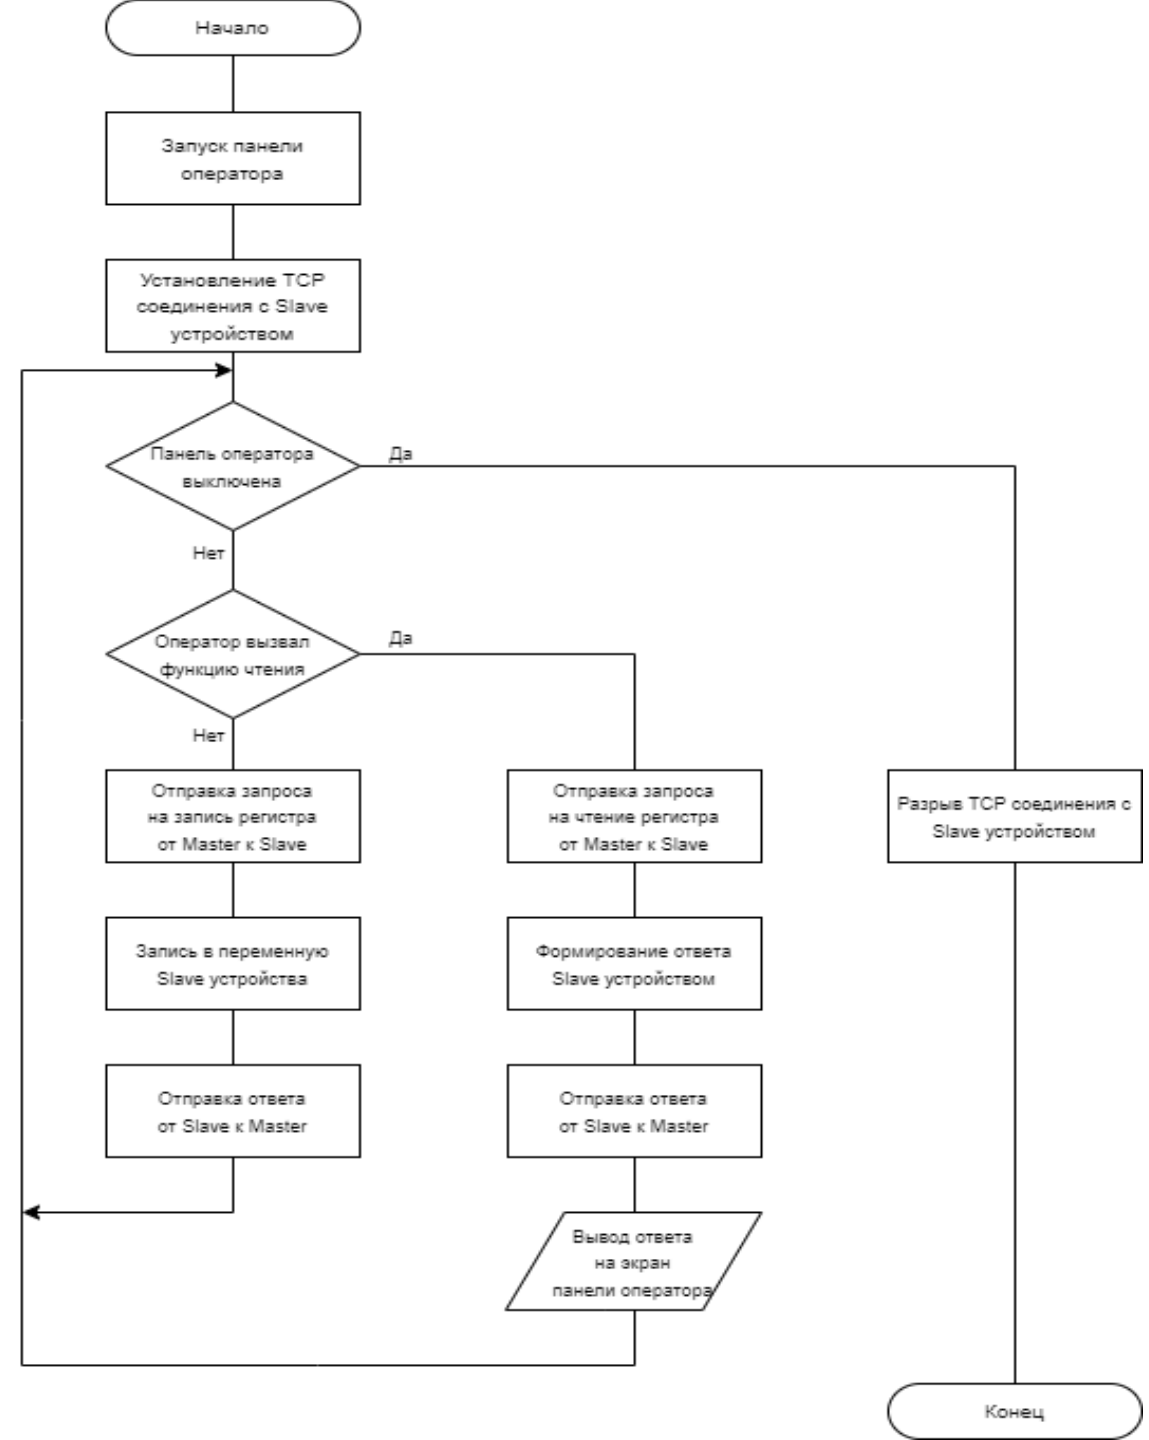 Начало
Запуск панели
оператора
Установление TCP
соединения с Slave
устройством
Панель оператора
выключена
Да
Нет
Оператор вызвал
функцию чтения
Да
Нет
Отправка запроса
на запись регистра
от Master к Slave
Запись в переменную
Slave устройства
Отправка ответа
от Slave к Master
Отправка запроса
на чтение регистра
от Master к Slave
Формирование ответа
Slave устройством
Отправка ответа
от Slave к Master
Вывод ответа
на экран
панели оператора
Разрыв TCP соединения с
Slave устройством
Конец